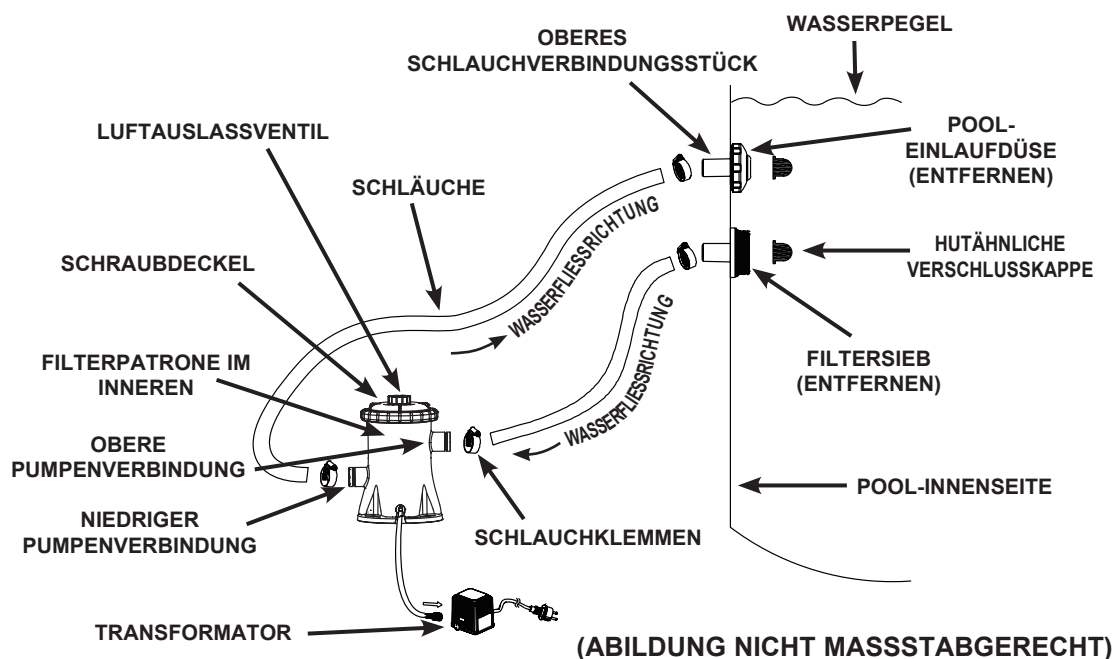 WASSERPEGEL
OBERES
SCHLAUCHVERBINDUNGSSTÜCK
LUFTAUSLASSVENTIL
POOL-
EINLAUFDÜSE
(ENTFERNEN)
SCHLÄUCHE
WASSERFLIESSRICHTUNG
HUTÄHNLICHE
VERSCHLUSSKAPPE
SCHRAUBDECKEL
WASSERFLIESSRICHTUNG
FILTERPATRONE IM
INNEREN
FILTERSIEB
(ENTFERNEN)
OBERE
PUMPENVERBINDUNG
POOL-INNENSEITE
NIEDRIGER
PUMPENVERBINDUNG
SCHLAUCHKLEMMEN
TRANSFORMATOR
(ABILDUNG NICHT MASSSTABGERECHT)